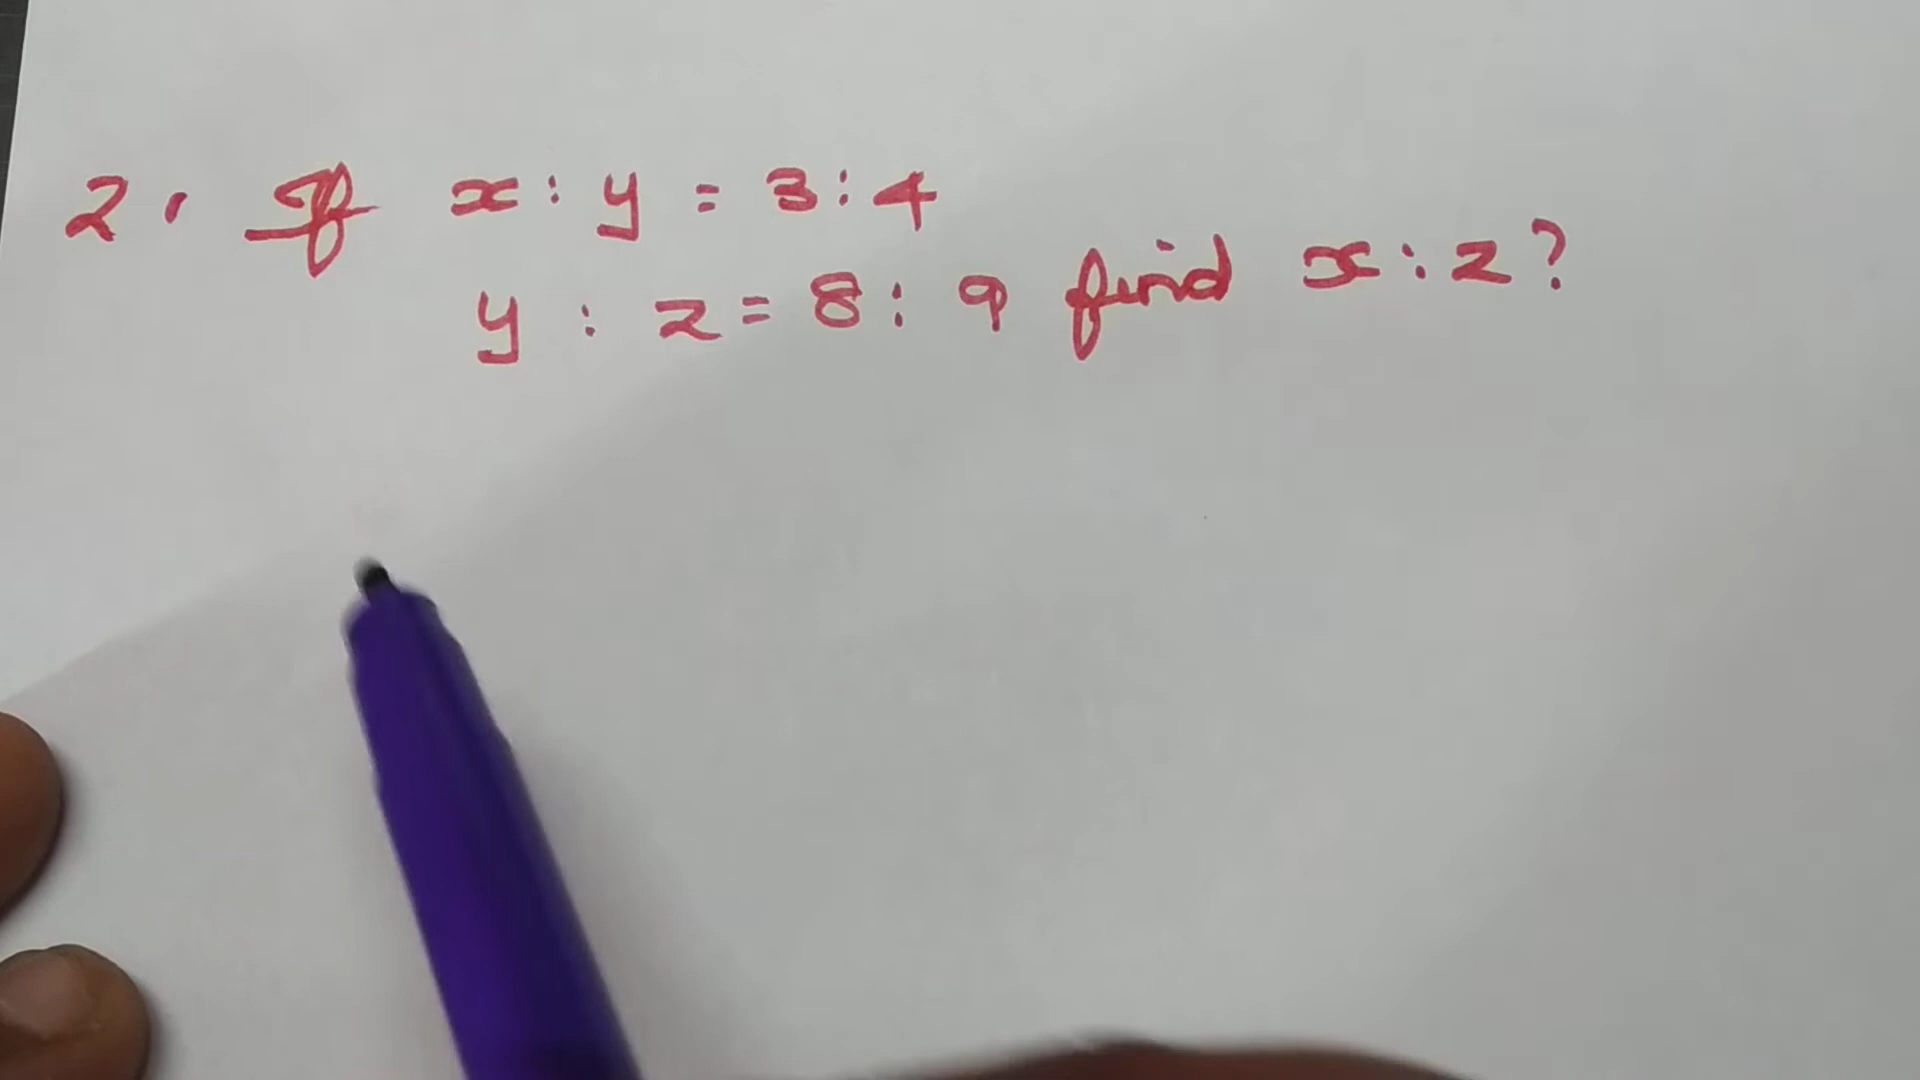 2. If x : y = 3 : 4
y : z = 8 : 9 find x : z ?